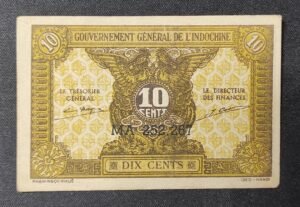 GOUVERNEMENT GÉNÉRAL DE L'INDOCHINE
10
10
LE TRÉSORIER
GÉNÉRAL
LE DIRECTEUR
DES FINANCES
10
CENTS
MA 252.267
DIX CENTS